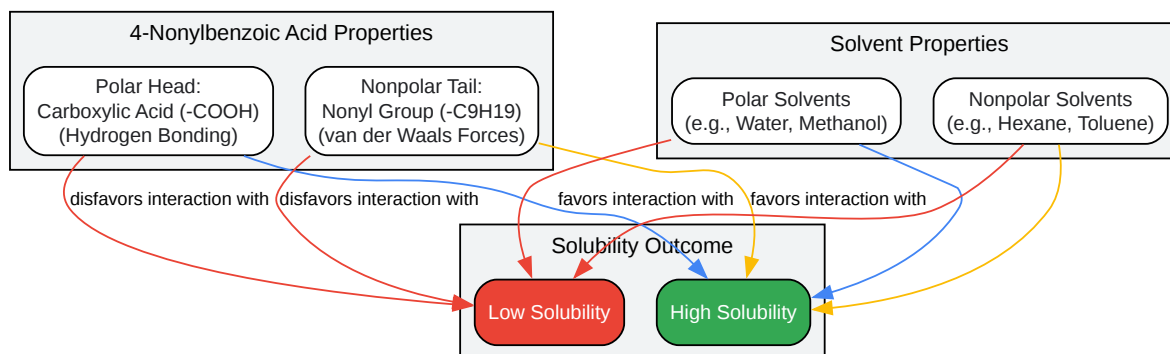 4-Nonylbenzoic Acid Properties
Polar Head:
Carboxylic Acid (-COOH)
(Hydrogen Bonding)
Nonpolar Tail:
Nonyl Group (-C9H19)
(van der Waals Forces)
Solvent Properties
Polar Solvents
(e.g., Water, Methanol)
Nonpolar Solvents
(e.g., Hexane, Toluene)
disfavors interaction with
disfavors interaction with
favors interaction with
favors interaction with
Solubility Outcome
Low Solubility
High Solubility